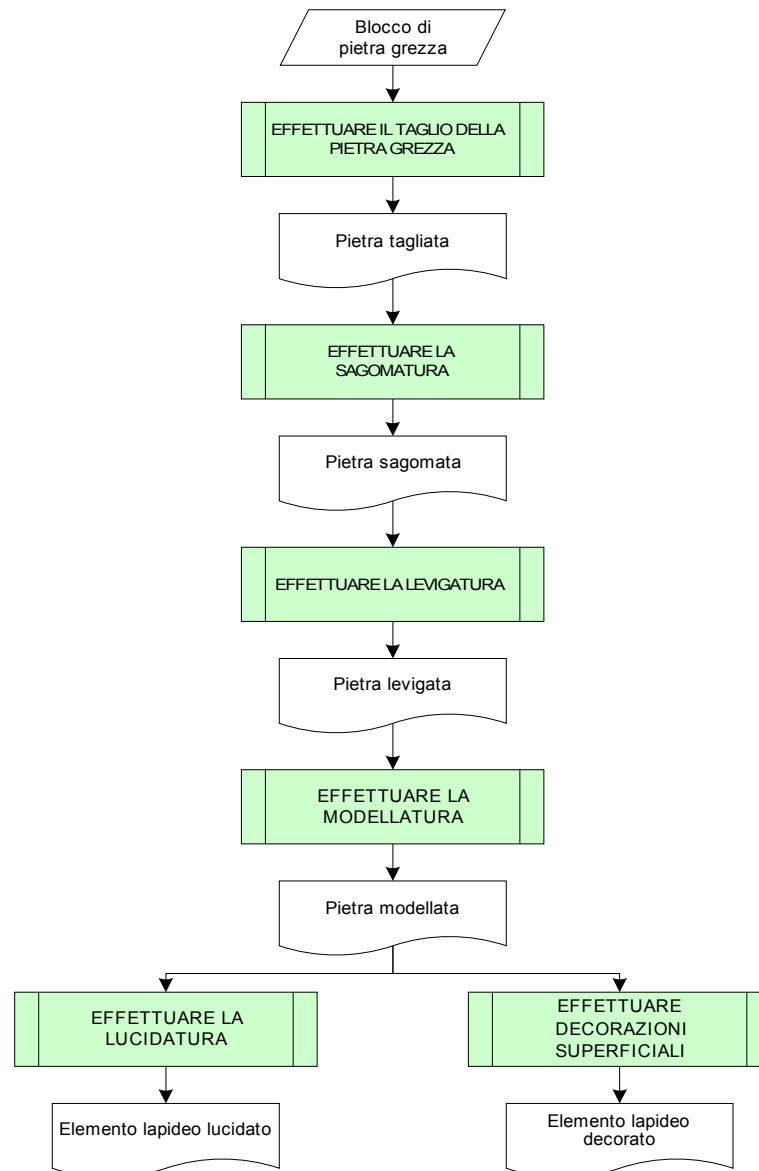 Blocco di
pietra grezza
EFFETTUARE IL TAGLIO DELLA
PIETRA GREZZA
Pietra tagliata
EFFETTUARE LA
SAGOMATURA
Pietra sagomata
EFFETTUARE LA LEVIGATURA
Pietra levigata
EFFETTUARE LA
MODELLATURA
Pietra modellata
EFFETTUARE LA
LUCIDATURA
EFFETTUARE
DECORAZIONI
SUPERFICIALI
Elemento lapideo lucidato
Elemento lapideo
decorato